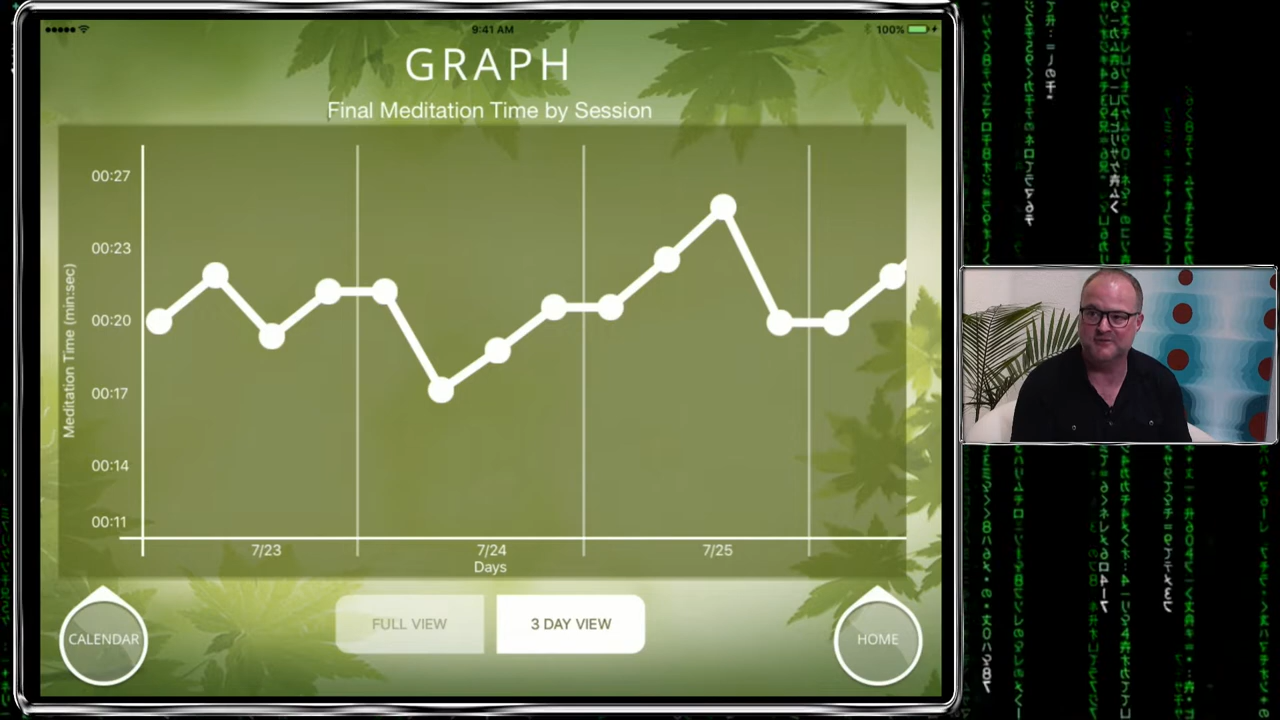 9:41 AM
100%
GRAPH
Final Meditation Time by Session
Meditation Time (min:sec)
00:27
00:23
00:20
00:17
00:14
00:11
7/23
7/24
7/25
Days
CALENDAR
FULL VIEW
3 DAY VIEW
HOME